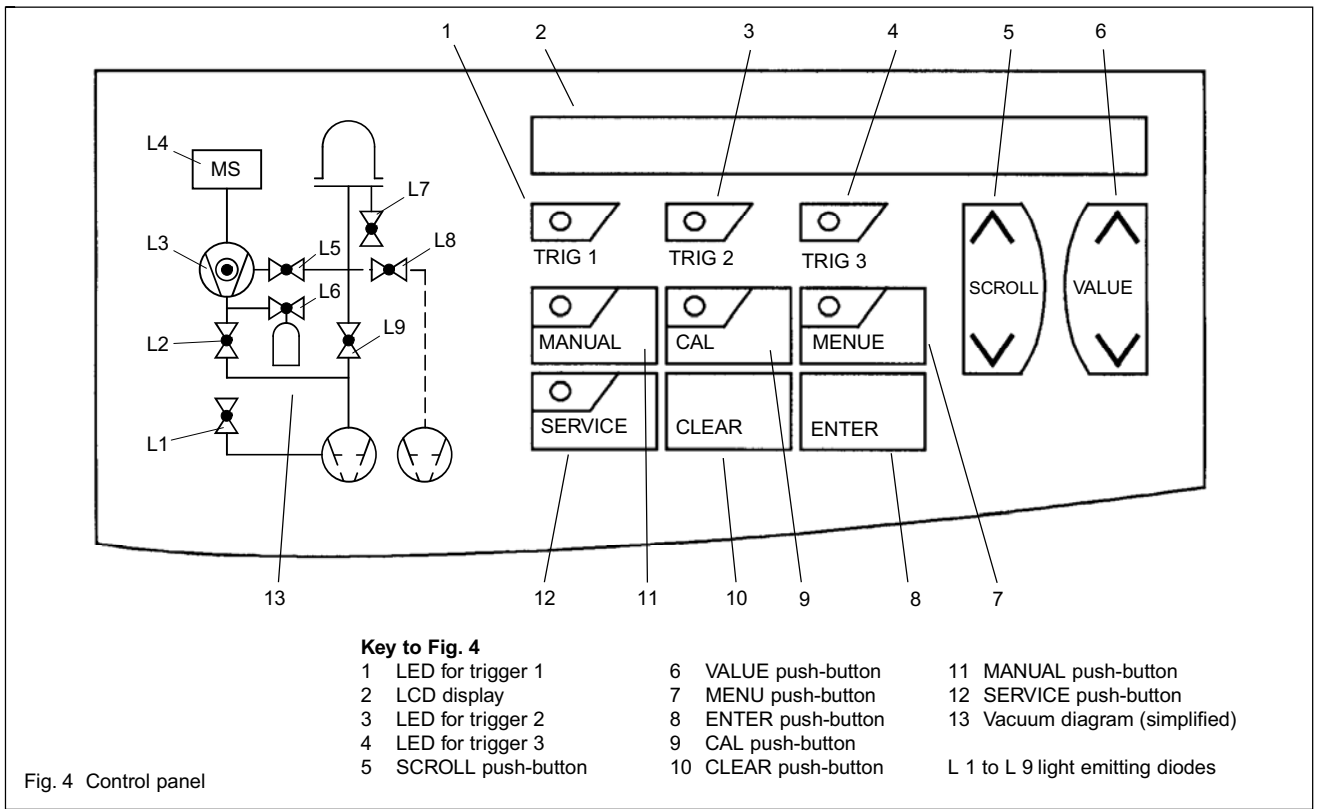 1 2 3 4 5 6
L4
MS
L7
L3 L5 L8
L6
L2 L9
L1
TRIG 1 TRIG 2 TRIG 3
SCROLL VALUE
MANUAL CAL MENUE
SERVICE CLEAR ENTER
13 12 11 10 9 8 7
Key to Fig. 4
1 LED for trigger 1
2 LCD display
3 LED for trigger 2
4 LED for trigger 3
5 SCROLL push-button
6 VALUE push-button
7 MENU push-button
8 ENTER push-button
9 CAL push-button
10 CLEAR push-button
11 MANUAL push-button
12 SERVICE push-button
13 Vacuum diagram (simplified)
L 1 to L 9 light emitting diodes
Fig. 4 Control panel